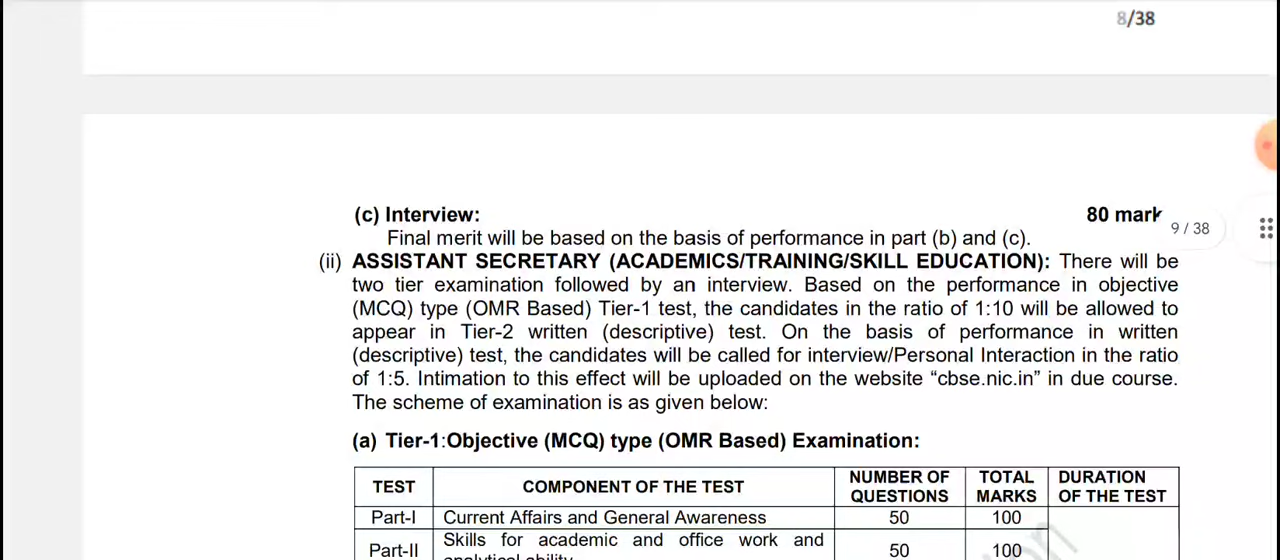 8/38
(c) Interview: 80 mark
9 / 38
Final merit will be based on the basis of performance in part (b) and (c).
(ii) ASSISTANT SECRETARY (ACADEMICS/TRAINING/SKILL EDUCATION): There will be
two tier examination followed by an interview. Based on the performance in objective
(MCQ) type (OMR Based) Tier-1 test, the candidates in the ratio of 1:10 will be allowed to
appear in Tier-2 written (descriptive) test. On the basis of performance in written
(descriptive) test, the candidates will be called for interview/Personal Interaction in the ratio
of 1:5. Intimation to this effect will be uploaded on the website “cbse.nic.in” in due course.
The scheme of examination is as given below:
(a) Tier-1:Objective (MCQ) type (OMR Based) Examination:
TEST COMPONENT OF THE TEST NUMBER OF QUESTIONS TOTAL MARKS DURATION OF THE TEST
Part-I Current Affairs and General Awareness 50 100
Part-II Skills for academic and office work and 50 100
analytical ability